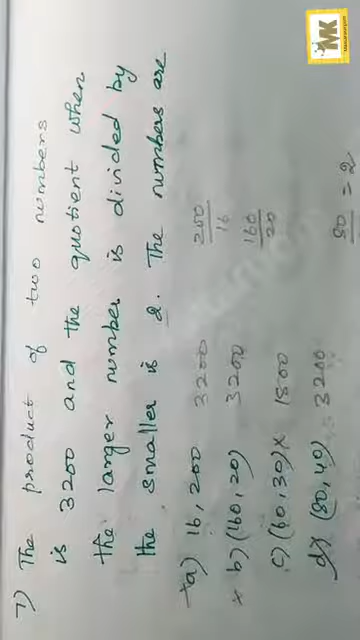 7) The product of two numbers
is 3200 and the quotient when
the larger number is divided by
the smaller is 2. The numbers are
a) 16, 200 3200 200/16
b) (160, 20) 3200 160/20
c) (60, 30) x 1800
d) (80, 40) 3200 80 = 2
MK